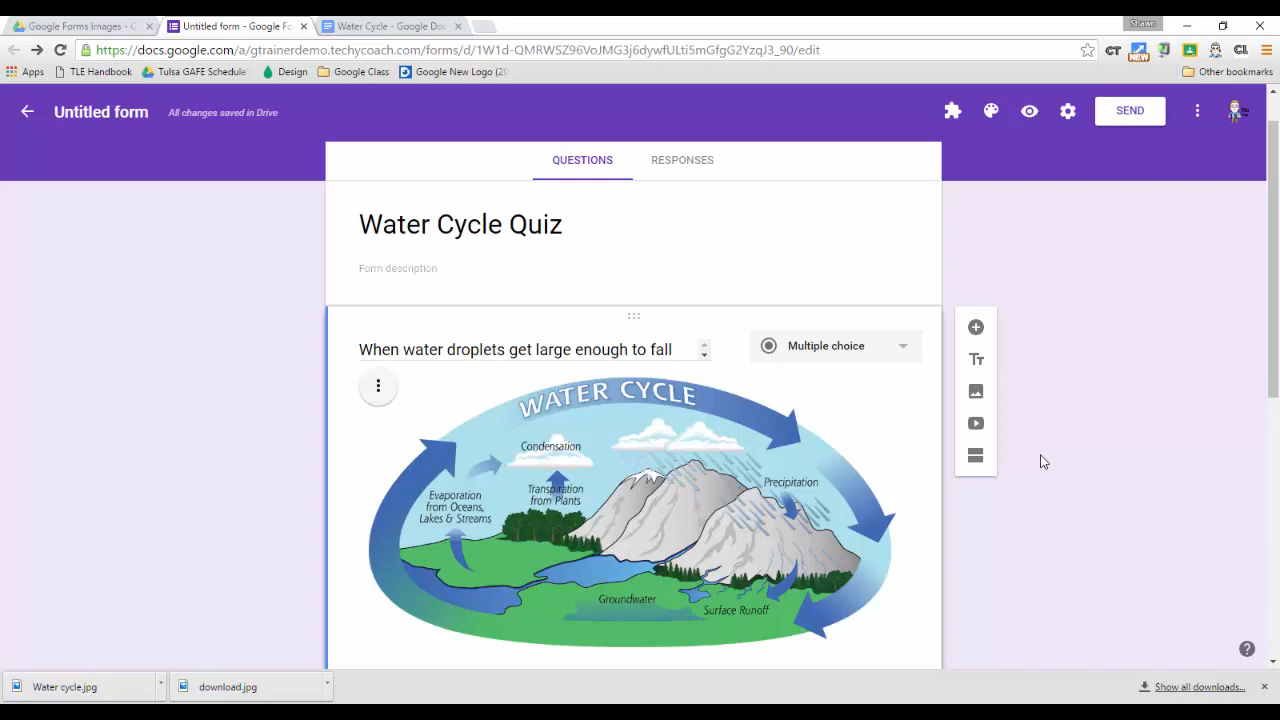 Google Forms Images - G
Untitled form - Google Fo
Water Cycle - Google Do
Shawn
https://docs.google.com/a/gtrainerdemo.techycoach.com/forms/d/1W1d-QMRWSZ96VoJMG3j6dywfULti5mGfgG2YzqJ3_90/edit
CT
NEW
Apps
TLE Handbook
Tulsa GAFE Schedule
Design
Google Class
Google New Logo (20
Other bookmarks
Untitled form
All changes saved in Drive
SEND
QUESTIONS
RESPONSES
Water Cycle Quiz
Form description
When water droplets get large enough to fall
Multiple choice
Tт
WATER CYCLE
Condensation
Precipitation
Transpiration
from Plants
Evaporation
from Oceans,
Lakes & Streams
Groundwater
Surface Runoff
Water cycle.jpg
download.jpg
Show all downloads...